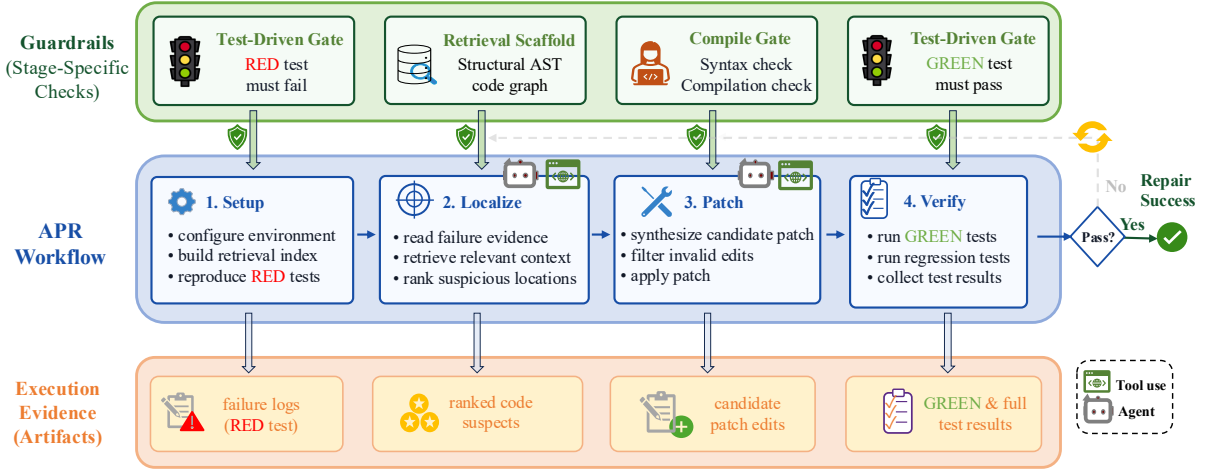 Guardrails
(Stage-Specific
Checks)
Test-Driven Gate
RED test
must fail
Retrieval Scaffold
Structural AST
code graph
Compile Gate
Syntax check
Compilation check
Test-Driven Gate
GREEN test
must pass
APR
Workflow
1. Setup
• configure environment
• build retrieval index
• reproduce RED tests
2. Localize
• read failure evidence
• retrieve relevant context
• rank suspicious locations
3. Patch
• synthesize candidate patch
• filter invalid edits
• apply patch
4. Verify
• run GREEN tests
• run regression tests
• collect test results
Pass?
No
Yes
Repair
Success
Execution
Evidence
(Artifacts)
failure logs
(RED test)
ranked code
suspects
candidate
patch edits
GREEN & full
test results
Tool use
Agent